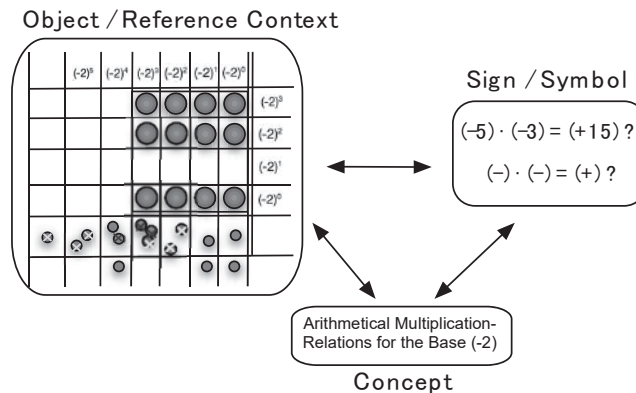 Object / Reference Context
(-2)⁵ (-2)⁴ (-2)³ (-2)² (-2)¹ (-2)⁰
(-2)³
(-2)²
(-2)¹
(-2)⁰
Sign / Symbol
(−5) · (−3) = (+15) ?
(−) · (−) = (+) ?
Arithmetical Multiplication-
Relations for the Base (-2)
Concept